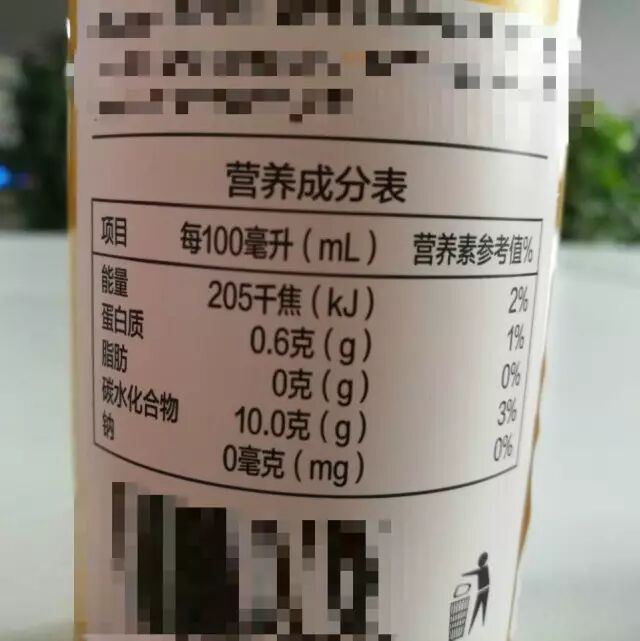 营养成分表
项目 每100毫升(mL) 营养素参考值%
能量 205千焦(kJ) 2%
蛋白质 0.6克(g) 1%
脂肪 0克(g) 0%
碳水化合物 10.0克(g) 3%
钠 0毫克(mg) 0%